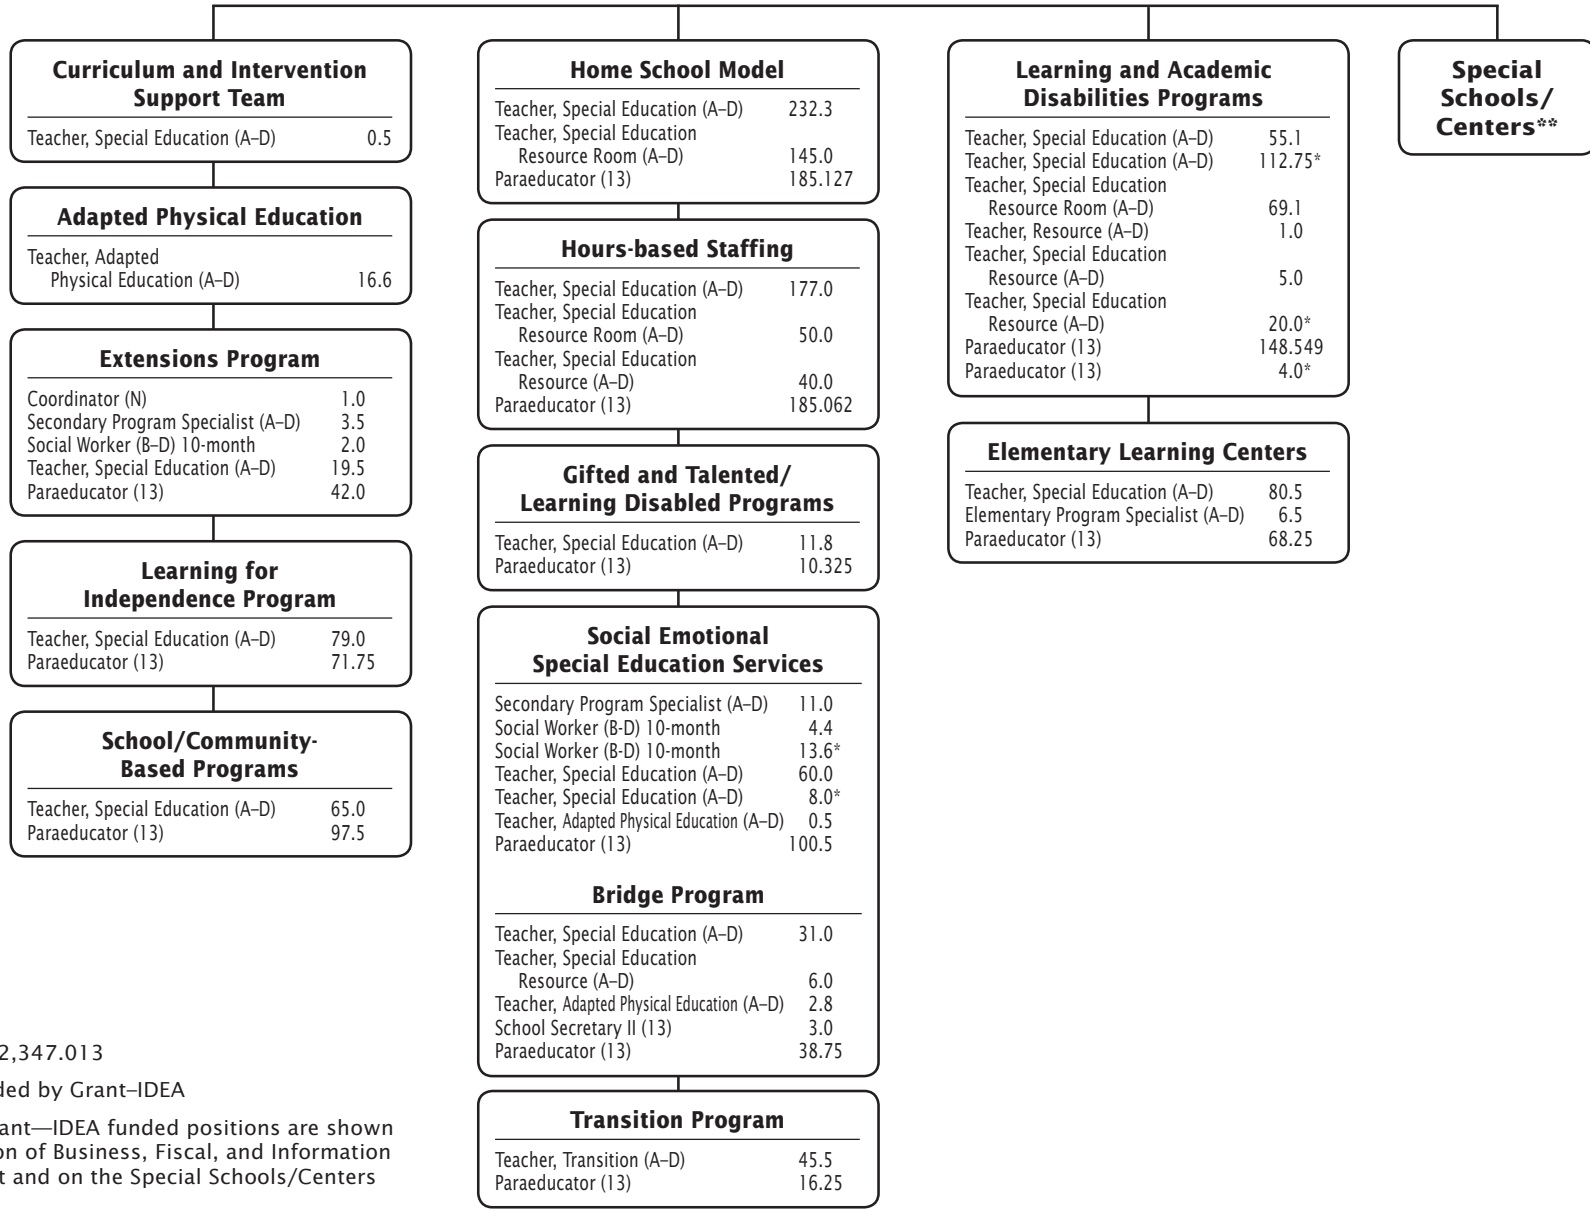 Curriculum and Intervention
Support Team
Teacher, Special Education (A–D) 0.5
Adapted Physical Education
Teacher, Adapted
Physical Education (A–D) 16.6
Extensions Program
Coordinator (N) 1.0
Secondary Program Specialist (A–D) 3.5
Social Worker (B–D) 10-month 2.0
Teacher, Special Education (A–D) 19.5
Paraeducator (13) 42.0
Learning for
Independence Program
Teacher, Special Education (A–D) 79.0
Paraeducator (13) 71.75
School/Community-
Based Programs
Teacher, Special Education (A–D) 65.0
Paraeducator (13) 97.5
Home School Model
Teacher, Special Education (A–D) 232.3
Teacher, Special Education
Resource Room (A–D) 145.0
Paraeducator (13) 185.127
Hours-based Staffing
Teacher, Special Education (A–D) 177.0
Teacher, Special Education
Resource Room (A–D) 50.0
Teacher, Special Education
Resource (A–D) 40.0
Paraeducator (13) 185.062
Gifted and Talented/
Learning Disabled Programs
Teacher, Special Education (A–D) 11.8
Paraeducator (13) 10.325
Social Emotional
Special Education Services
Secondary Program Specialist (A–D) 11.0
Social Worker (B-D) 10-month 4.4
Social Worker (B-D) 10-month 13.6*
Teacher, Special Education (A–D) 60.0
Teacher, Special Education (A–D) 8.0*
Teacher, Adapted Physical Education (A–D) 0.5
Paraeducator (13) 100.5
Bridge Program
Teacher, Special Education (A–D) 31.0
Teacher, Special Education
Resource (A–D) 6.0
Teacher, Adapted Physical Education (A–D) 2.8
School Secretary II (13) 3.0
Paraeducator (13) 38.75
Transition Program
Teacher, Transition (A–D) 45.5
Paraeducator (13) 16.25
Learning and Academic
Disabilities Programs
Teacher, Special Education (A–D) 55.1
Teacher, Special Education (A–D) 112.75*
Teacher, Special Education
Resource Room (A–D) 69.1
Teacher, Resource (A–D) 1.0
Teacher, Special Education
Resource (A–D) 5.0
Teacher, Special Education
Resource (A–D) 20.0*
Paraeducator (13) 148.549
Paraeducator (13) 4.0*
Elementary Learning Centers
Teacher, Special Education (A–D) 80.5
Elementary Program Specialist (A–D) 6.5
Paraeducator (13) 68.25
Special
Schools/
Centers**
2,347.013
by Grant–IDEA
IDEA funded positions are shown
of Business, Fiscal, and Information
and on the Special Schools/Centers